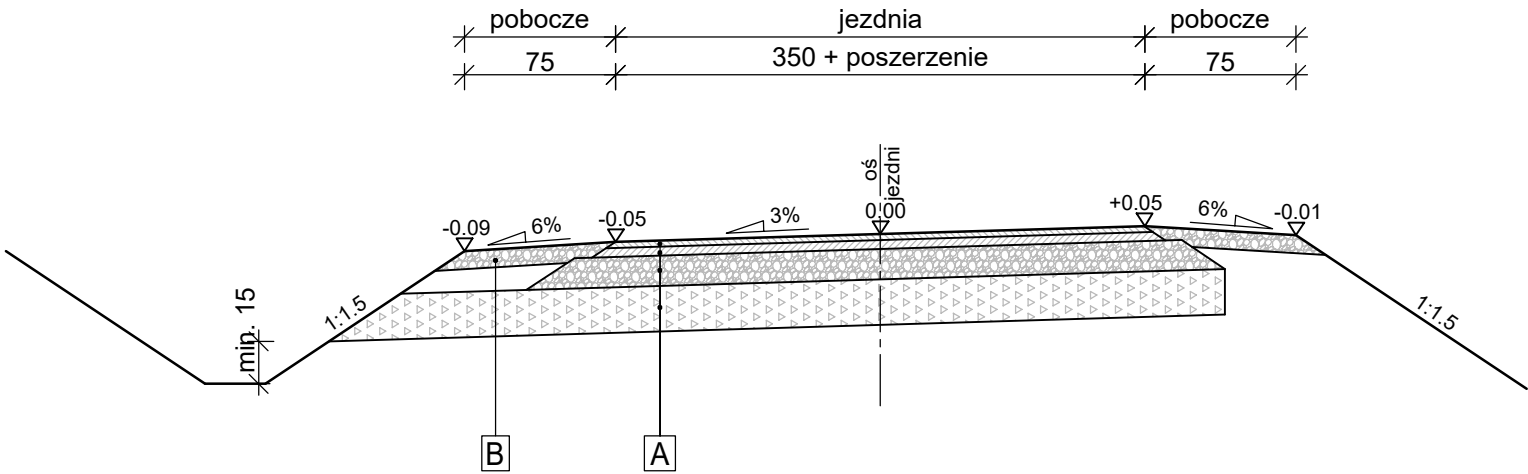 pobocze jezdnia pobocze
75 350 + poszerzenie 75
oś
jezdni
-0.09 6% -0.05 3% 0.00 +0.05 6% -0.01
min. 15
1:1.5
1:1.5
B A